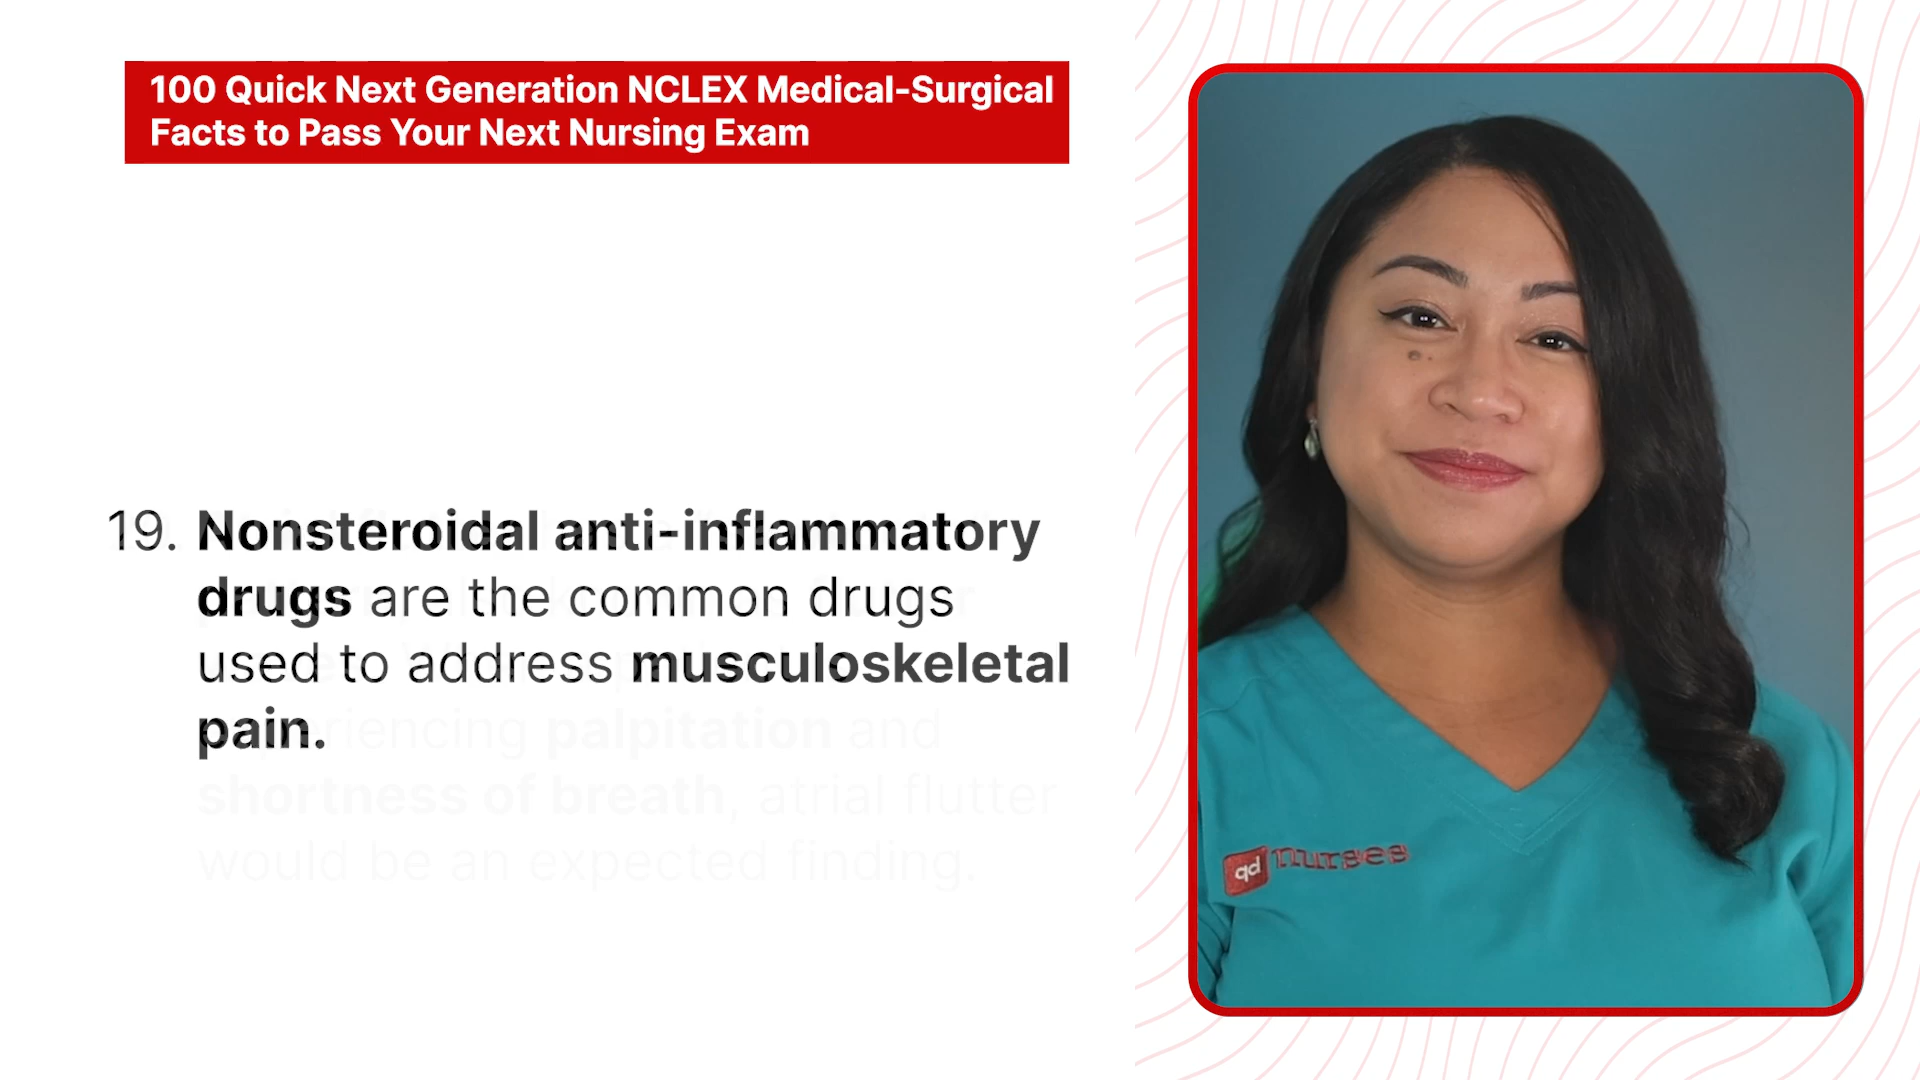 100 Quick Next Generation NCLEX Medical-Surgical
Facts to Pass Your Next Nursing Exam
19. Nonsteroidal anti-inflammatory
drugs are the common drugs
used to address musculoskeletal
pain.
experiencing palpitation and
shortness of breath, atrial flutter
would be an expected finding.
qd nurses